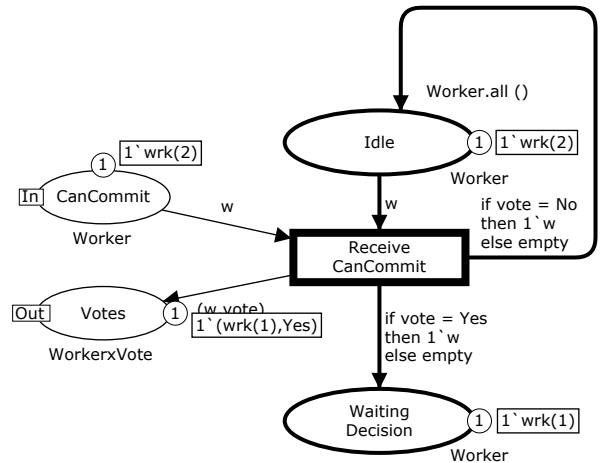 Worker.all ()
1`wrk(2)
1
Idle
1
1`wrk(2)
In
CanCommit
Worker
w
w
Worker
if vote = No
then 1`w
else empty
Receive
CanCommit
Out
Votes
1
(w,vote)
1`(wrk(1),Yes)
WorkerxVote
if vote = Yes
then 1`w
else empty
Waiting
Decision
1
1`wrk(1)
Worker